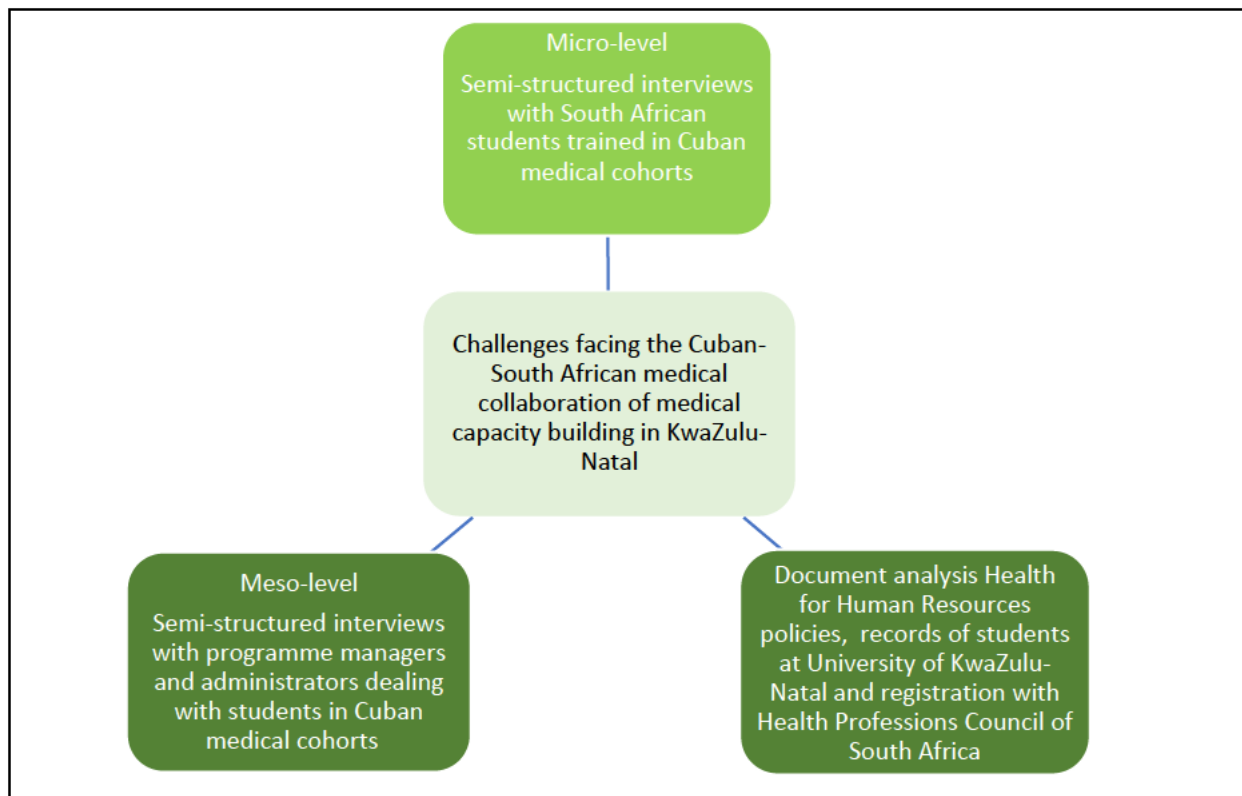 Micro-level
Semi-structured interviews
with South African
students trained in Cuban
medical cohorts
Challenges facing the Cuban-
South African medical
collaboration of medical
capacity building in KwaZulu-
Natal
Meso-level
Semi-structured interviews
with programme managers
and administrators dealing
with students in Cuban
medical cohorts
Document analysis Health
for Human Resources
policies, records of students
at University of KwaZulu-
Natal and registration with
Health Professions Council of
South Africa